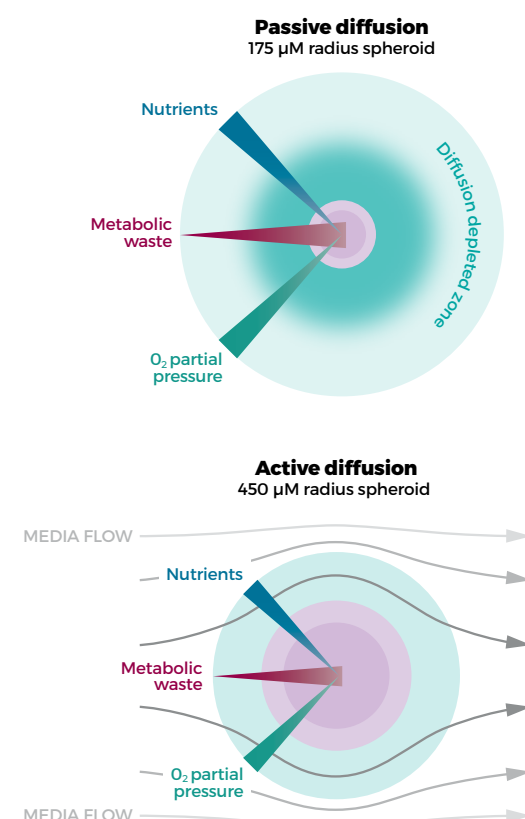 Passive diffusion
175 µM radius spheroid
Nutrients
Metabolic
waste
Diffusion depleted zone
O₂ partial
pressure
Active diffusion
450 µM radius spheroid
MEDIA FLOW
Nutrients
Metabolic
waste
O₂ partial
pressure
MEDIA FLOW